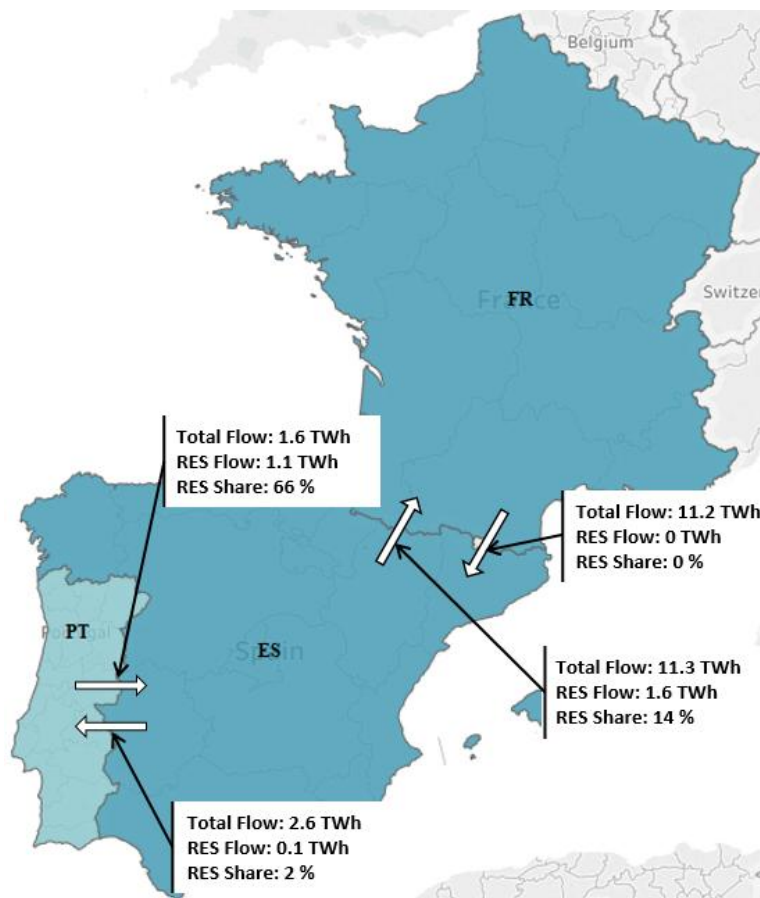 Belgium
Switzer
France
FR
Total Flow: 1.6 TWh
RES Flow: 1.1 TWh
RES Share: 66 %
Total Flow: 11.2 TWh
RES Flow: 0 TWh
RES Share: 0 %
Portugal
PT
Spain
ES
Total Flow: 11.3 TWh
RES Flow: 1.6 TWh
RES Share: 14 %
Total Flow: 2.6 TWh
RES Flow: 0.1 TWh
RES Share: 2 %